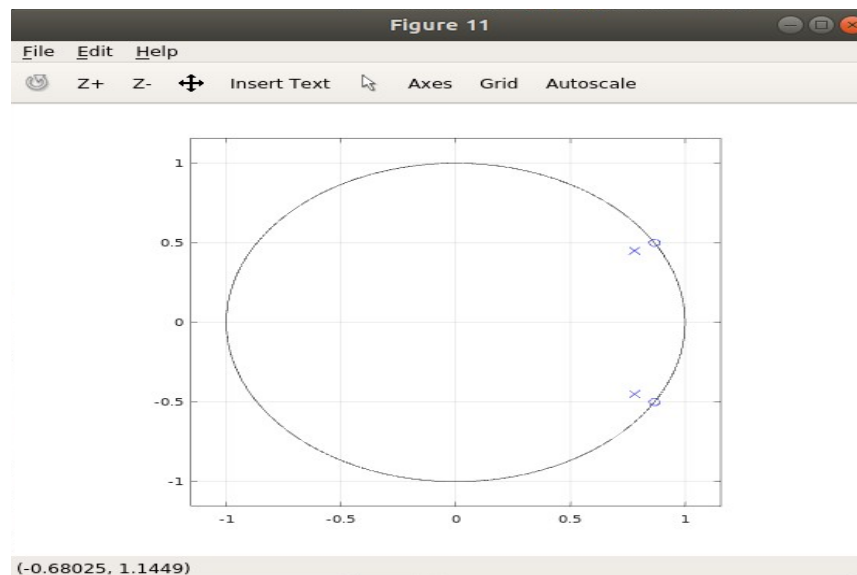 Figure 11
File Edit Help
Z+ Z- Insert Text Axes Grid Autoscale
1
0.5
0
-0.5
-1
-1 -0.5 0 0.5 1
(-0.68025, 1.1449)